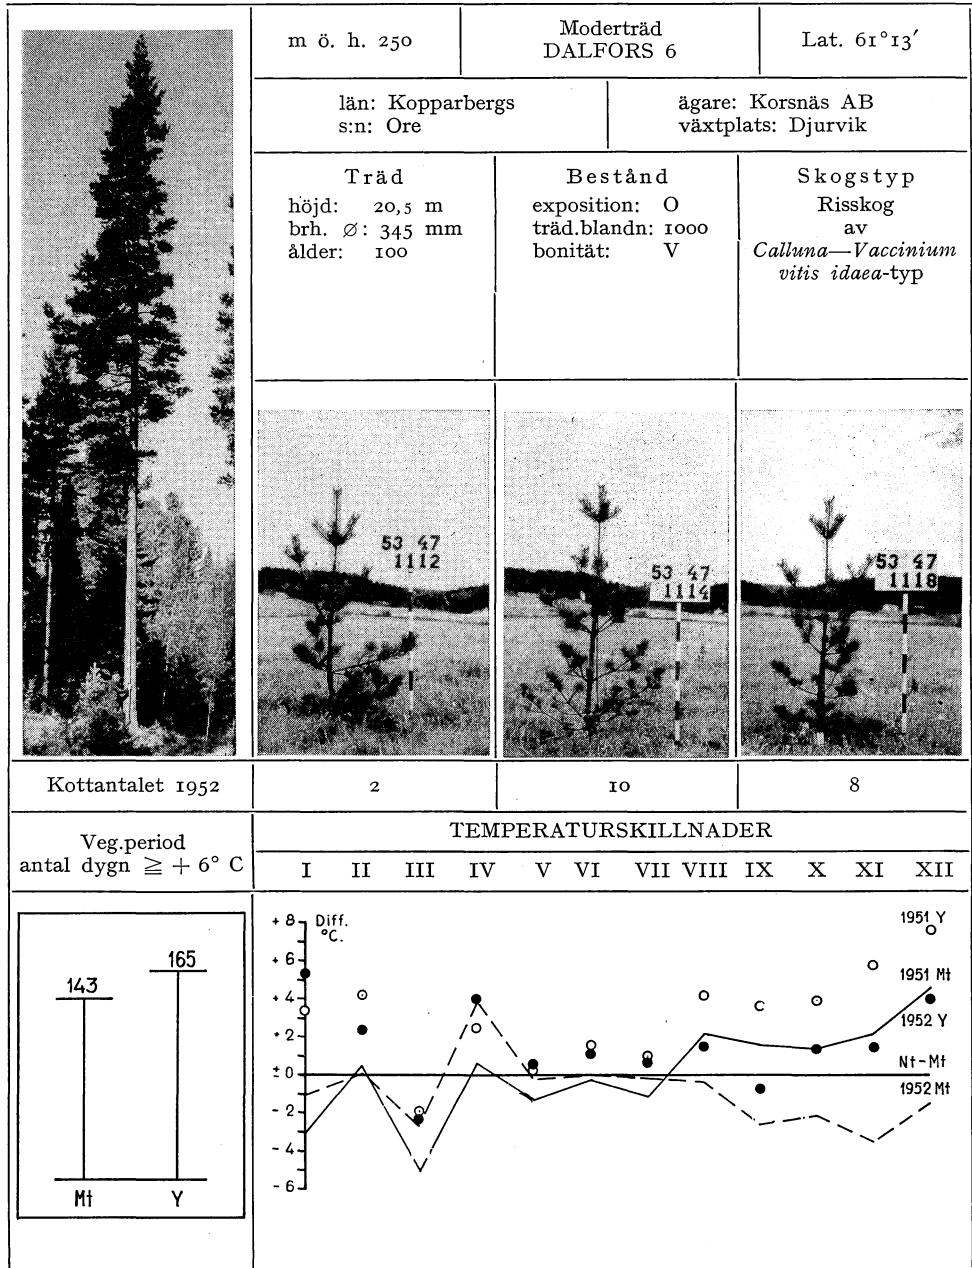 m ö. h. 250
Moderträd
DALFORS 6
Lat. 61°13′
län: Kopparbergs
s:n: Ore
ägare: Korsnäs AB
växtplats: Djurvik
Träd
höjd: 20,5 m
brh. Ø: 345 mm
ålder: 100
Bestånd
exposition: O
träd.blandn: 1000
bonität: V
Skogstyp
Risskog
av
Calluna—Vaccinium
vitis idaea-typ
53 47
1112
53 47
1114
53 47
1118
Kottantalet 1952
2
10
8
Veg.period
antal dygn ≧ + 6° C
TEMPERATURSKILLNADER
I II III IV V VI VII VIII IX X XI XII
143
165
Mt
Y
+ 8
Diff.
°C.
+ 6
+ 4
+ 2
± 0
- 2
- 4
- 6
1951 Y
1951 Mt
1952 Y
Nt-Mt
1952 Mt